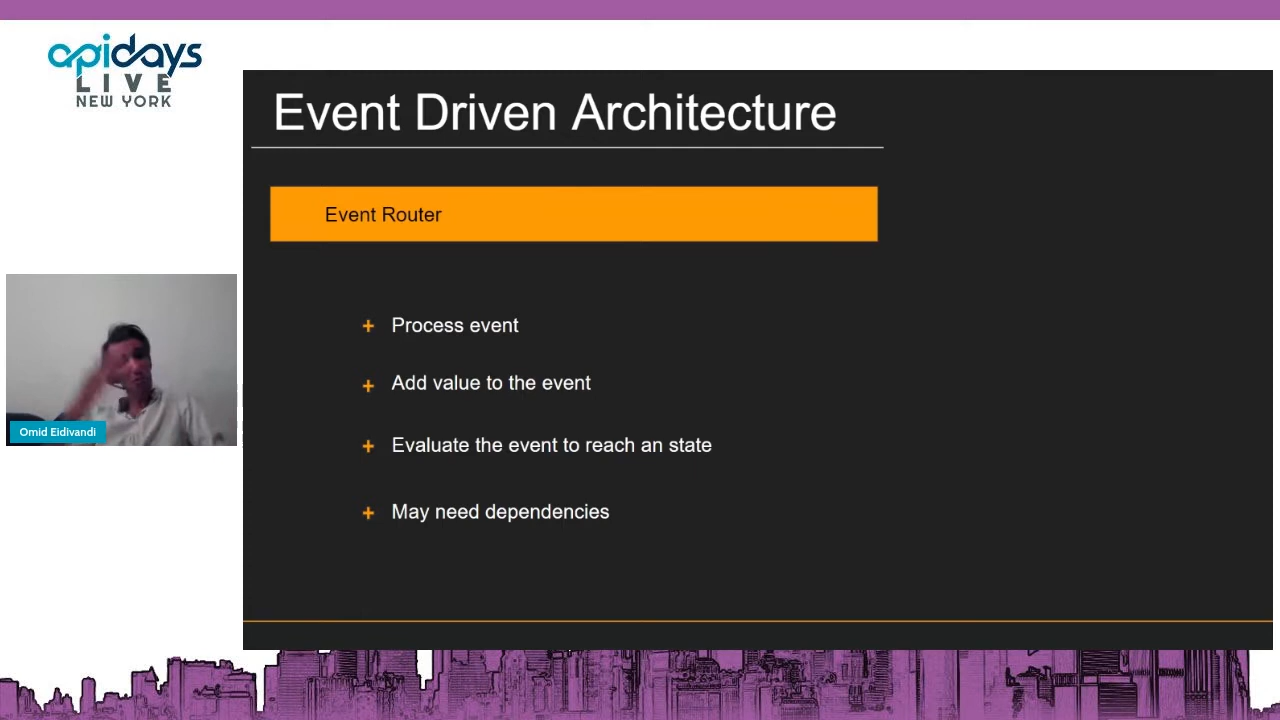 apidays
LIVE
NEW YORK
Event Driven Architecture
Event Router
+ Process event
+ Add value to the event
+ Evaluate the event to reach an state
+ May need dependencies
Omid Eidivandi